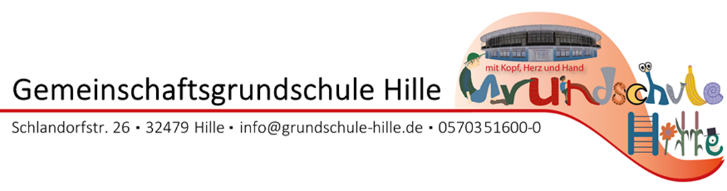 Gemeinschaftsgrundschule Hille
Schlandorfstr. 26 ▪ 32479 Hille ▪ info@grundschule-hille.de ▪ 0570351600-0
mit Kopf, Herz und Hand
Grundschule
Hille